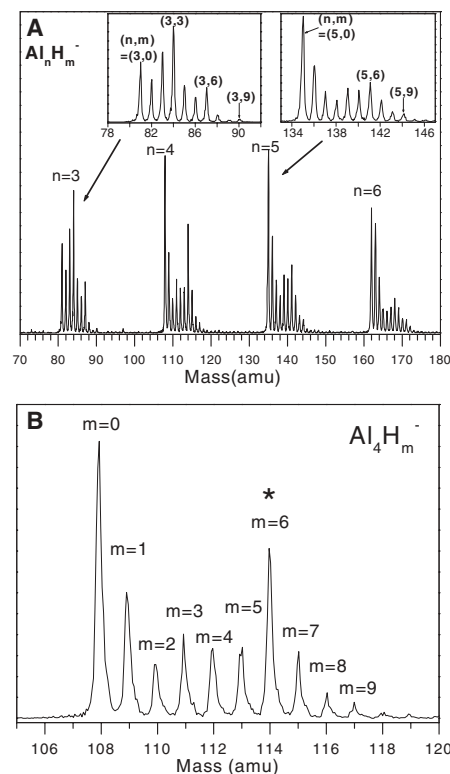 A
AlnHm-
(n,m)
=(3,0)
(3,3)
(3,6)
(3,9)
78 82 86 90
(n,m)
=(5,0)
(5,6)
(5,9)
134 138 142 146
n=3
n=4
n=5
n=6
70 80 90 100 110 120 130 140 150 160 170 180
Mass(amu)
B
Al4Hm-
m=0
m=1
m=2
m=3
m=4
m=5
*
m=6
m=7
m=8
m=9
106 108 110 112 114 116 118 120
Mass (amu)